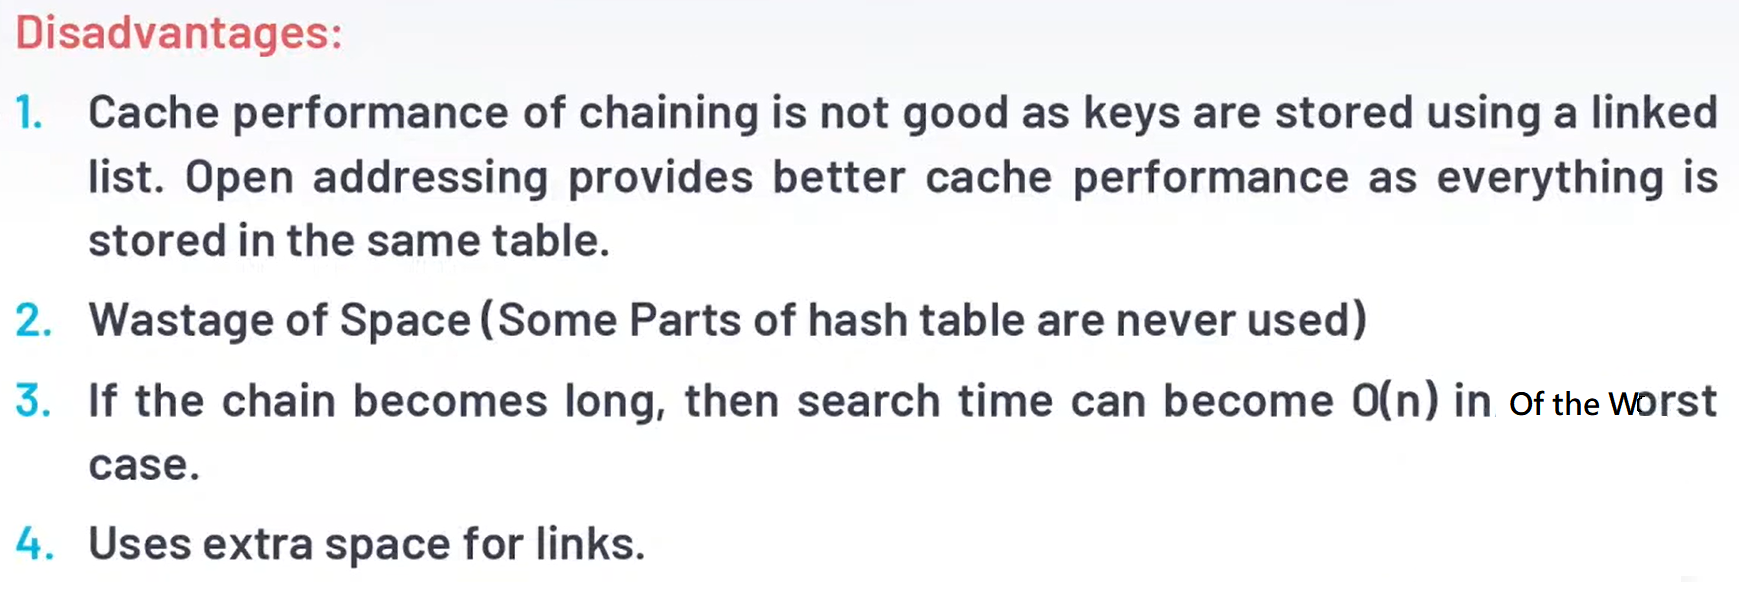 Disadvantages:
1. Cache performance of chaining is not good as keys are stored using a linked
list. Open addressing provides better cache performance as everything is
stored in the same table.
2. Wastage of Space (Some Parts of hash table are never used)
3. If the chain becomes long, then search time can become O(n) in Of the Worst
case.
4. Uses extra space for links.